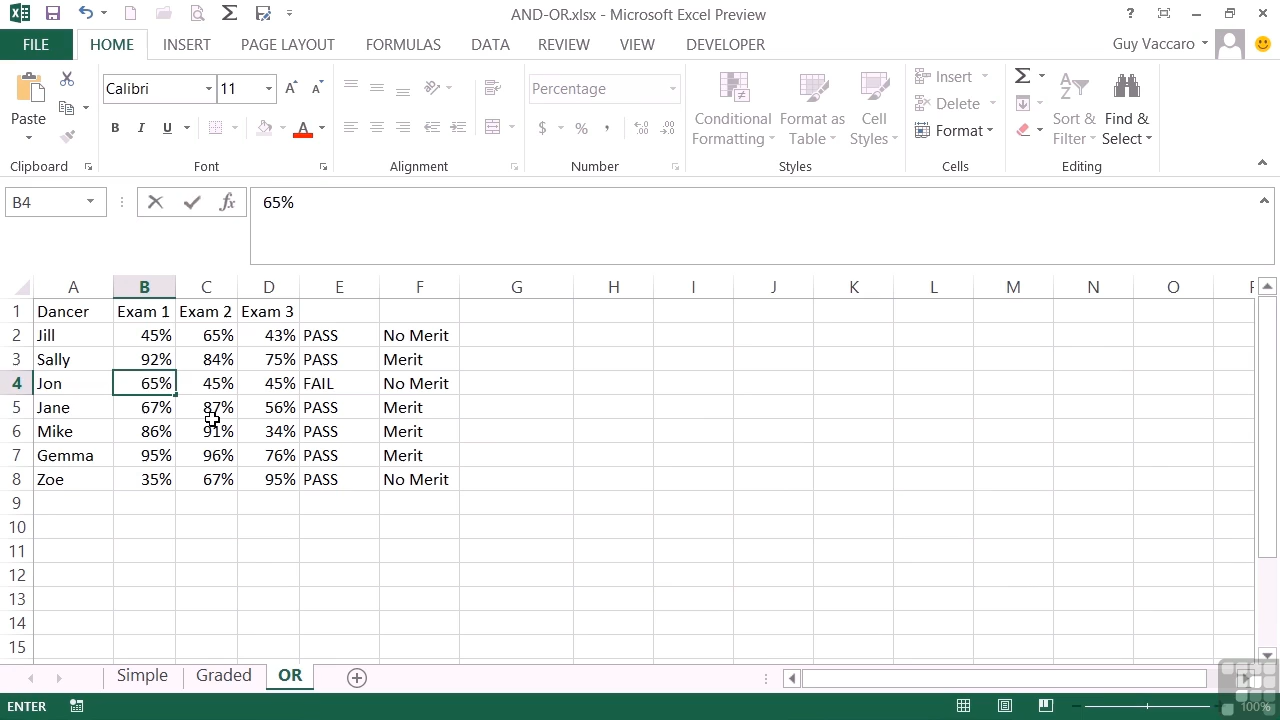 AND-OR.xlsx - Microsoft Excel Preview
?
FILE HOME INSERT PAGE LAYOUT FORMULAS DATA REVIEW VIEW DEVELOPER Guy Vaccaro
Paste
Calibri 11
B I U A
Percentage
$ % ,
Conditional Formatting
Format as Table
Cell Styles
Insert
Delete
Format
Sort & Filter
Find & Select
Clipboard Font Alignment Number Styles Cells Editing
B4 fx 65%
A B C D E F G H I J K L M N O
1 Dancer Exam 1 Exam 2 Exam 3
2 Jill 45% 65% 43% PASS No Merit
3 Sally 92% 84% 75% PASS Merit
4 Jon 65% 45% 45% FAIL No Merit
5 Jane 67% 87% 56% PASS Merit
6 Mike 86% 91% 34% PASS Merit
7 Gemma 95% 96% 76% PASS Merit
8 Zoe 35% 67% 95% PASS No Merit
9
10
11
12
13
14
15
Simple Graded OR
ENTER 100%